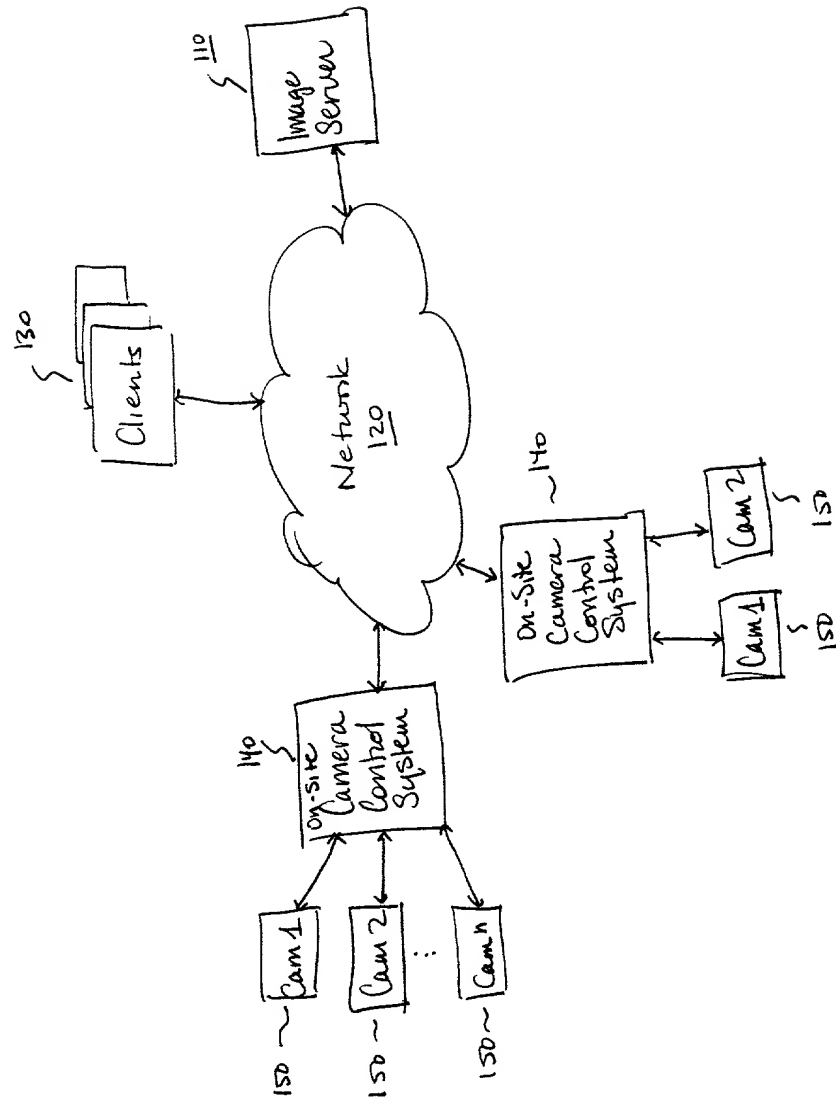 110
Image
Server
130
Clients
Network
120
140
On-Site
Camera
Control
System
140
On-Site
Camera
Control
System
Cam 1
150
Cam 2
150
Cam 1
150
Cam 2
150
...
Cam n
150